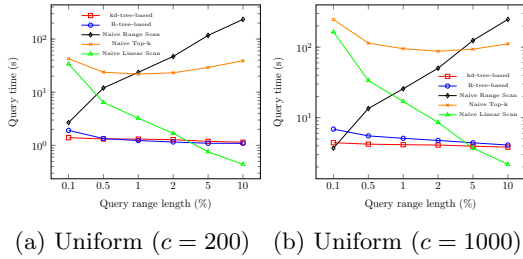 kd-tree-based
R-tree-based
Naive Range Scan
Naive Top-k
Naive Linear Scan
Query time (s)
10²
10¹
10⁰
0.1 0.5 1 2 5 10
Query range length (%)
(a) Uniform (c = 200)
kd-tree-based
R-tree-based
Naive Range Scan
Naive Top-k
Naive Linear Scan
Query time (s)
10²
10¹
0.1 0.5 1 2 5 10
Query range length (%)
(b) Uniform (c = 1000)